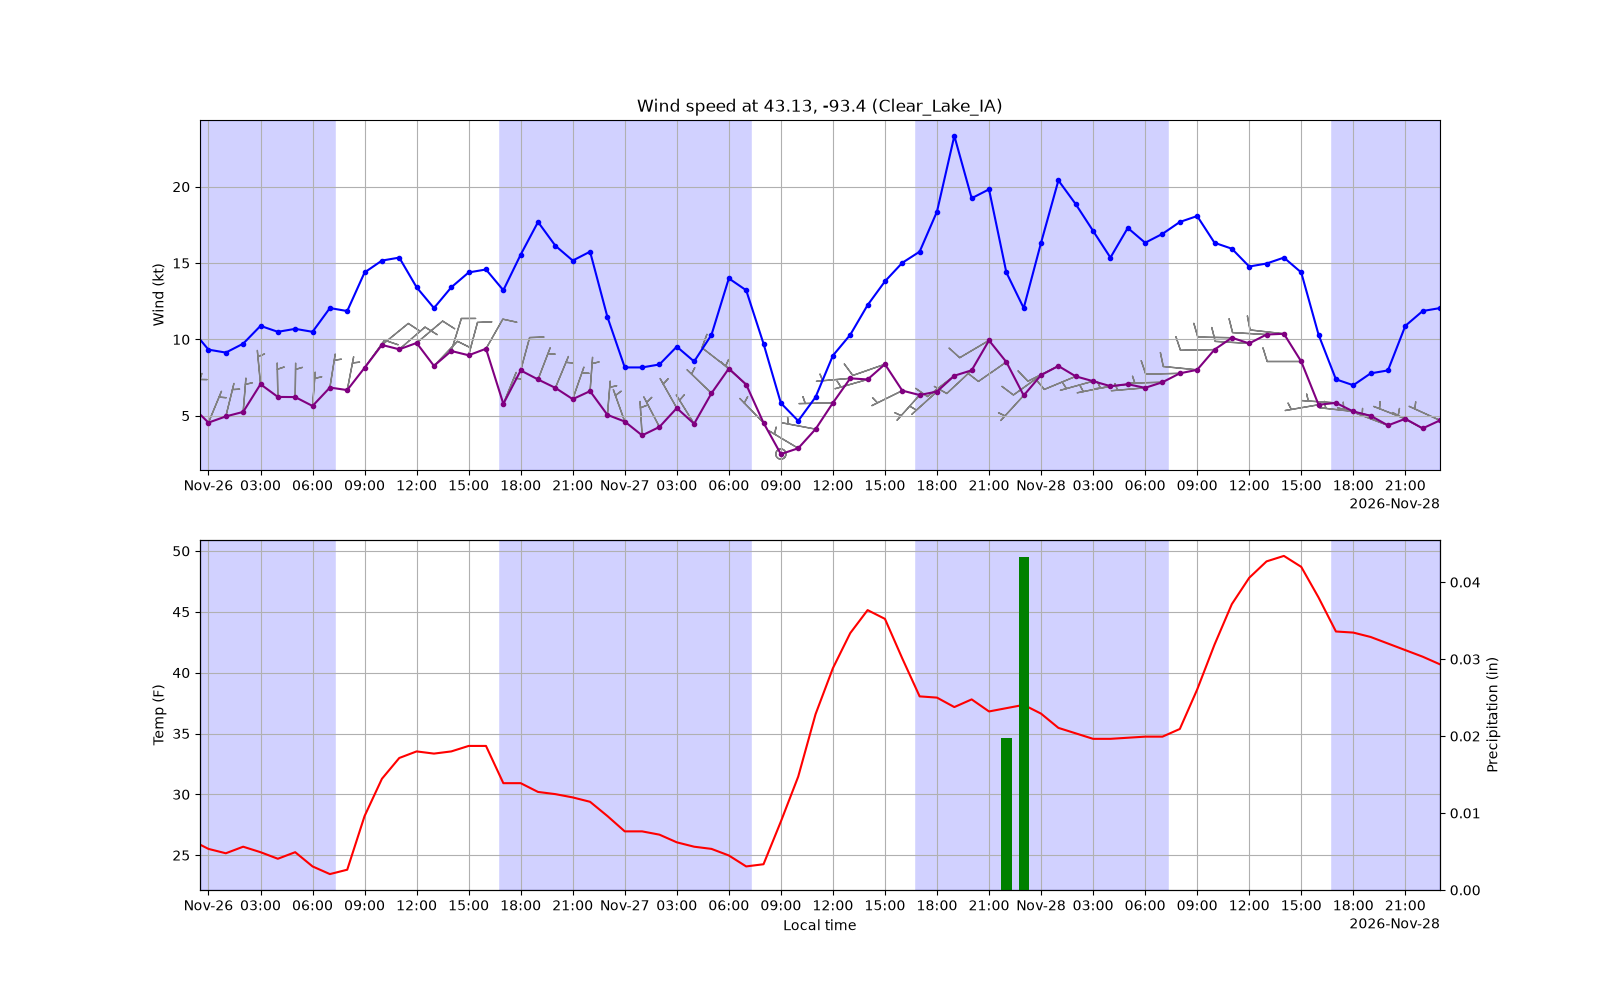 Wind speed at 43.13, -93.4 (Clear_Lake_IA)
Wind (kt)
20
15
10
5
Nov-26 03:00 06:00 09:00 12:00 15:00 18:00 21:00 Nov-27 03:00 06:00 09:00 12:00 15:00 18:00 21:00 Nov-28 03:00 06:00 09:00 12:00 15:00 18:00 21:00
2026-Nov-28
Temp (F)
50
45
40
35
30
25
0.04
0.03
0.02
0.01
0.00
Precipitation (in)
Nov-26 03:00 06:00 09:00 12:00 15:00 18:00 21:00 Nov-27 03:00 06:00 09:00 12:00 15:00 18:00 21:00 Nov-28 03:00 06:00 09:00 12:00 15:00 18:00 21:00
Local time
2026-Nov-28